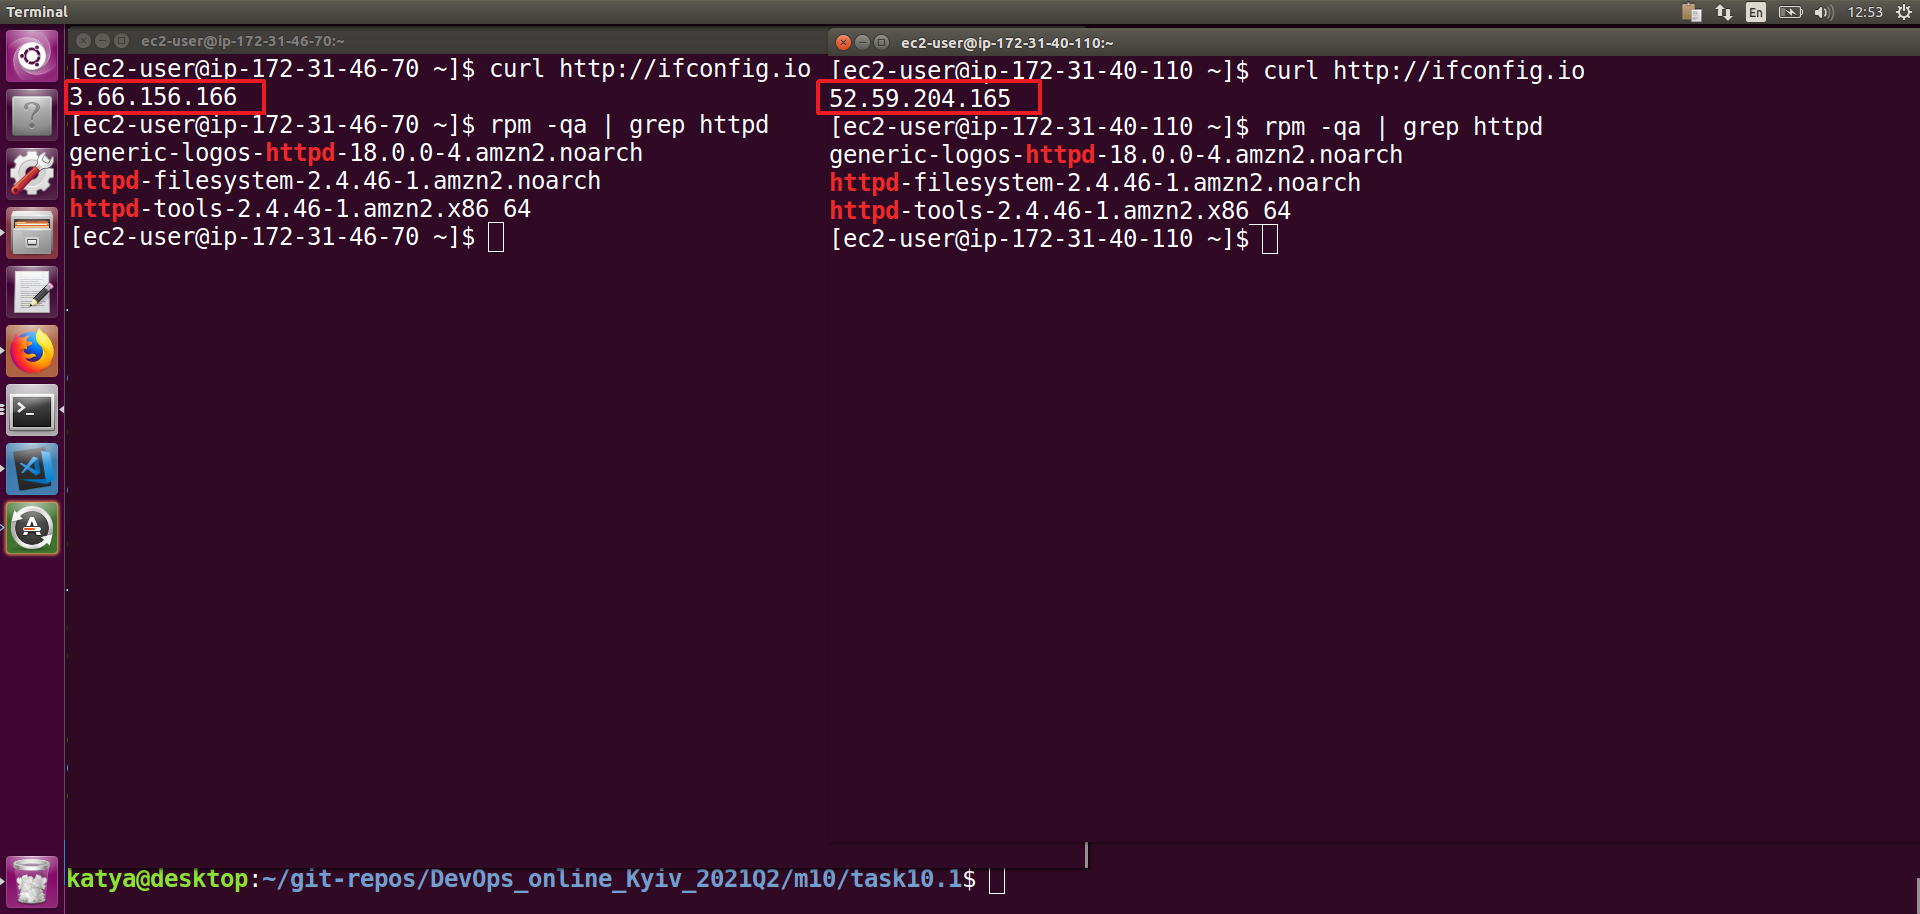 Terminal
En
12:53
ec2-user@ip-172-31-46-70:~
[ec2-user@ip-172-31-46-70 ~]$ curl http://ifconfig.io
3.66.156.166
[ec2-user@ip-172-31-46-70 ~]$ rpm -qa | grep httpd
generic-logos-httpd-18.0.0-4.amzn2.noarch
httpd-filesystem-2.4.46-1.amzn2.noarch
httpd-tools-2.4.46-1.amzn2.x86_64
[ec2-user@ip-172-31-46-70 ~]$
ec2-user@ip-172-31-40-110:~
[ec2-user@ip-172-31-40-110 ~]$ curl http://ifconfig.io
52.59.204.165
[ec2-user@ip-172-31-40-110 ~]$ rpm -qa | grep httpd
generic-logos-httpd-18.0.0-4.amzn2.noarch
httpd-filesystem-2.4.46-1.amzn2.noarch
httpd-tools-2.4.46-1.amzn2.x86_64
[ec2-user@ip-172-31-40-110 ~]$
katya@desktop:~/git-repos/DevOps_online_Kyiv_2021Q2/m10/task10.1$